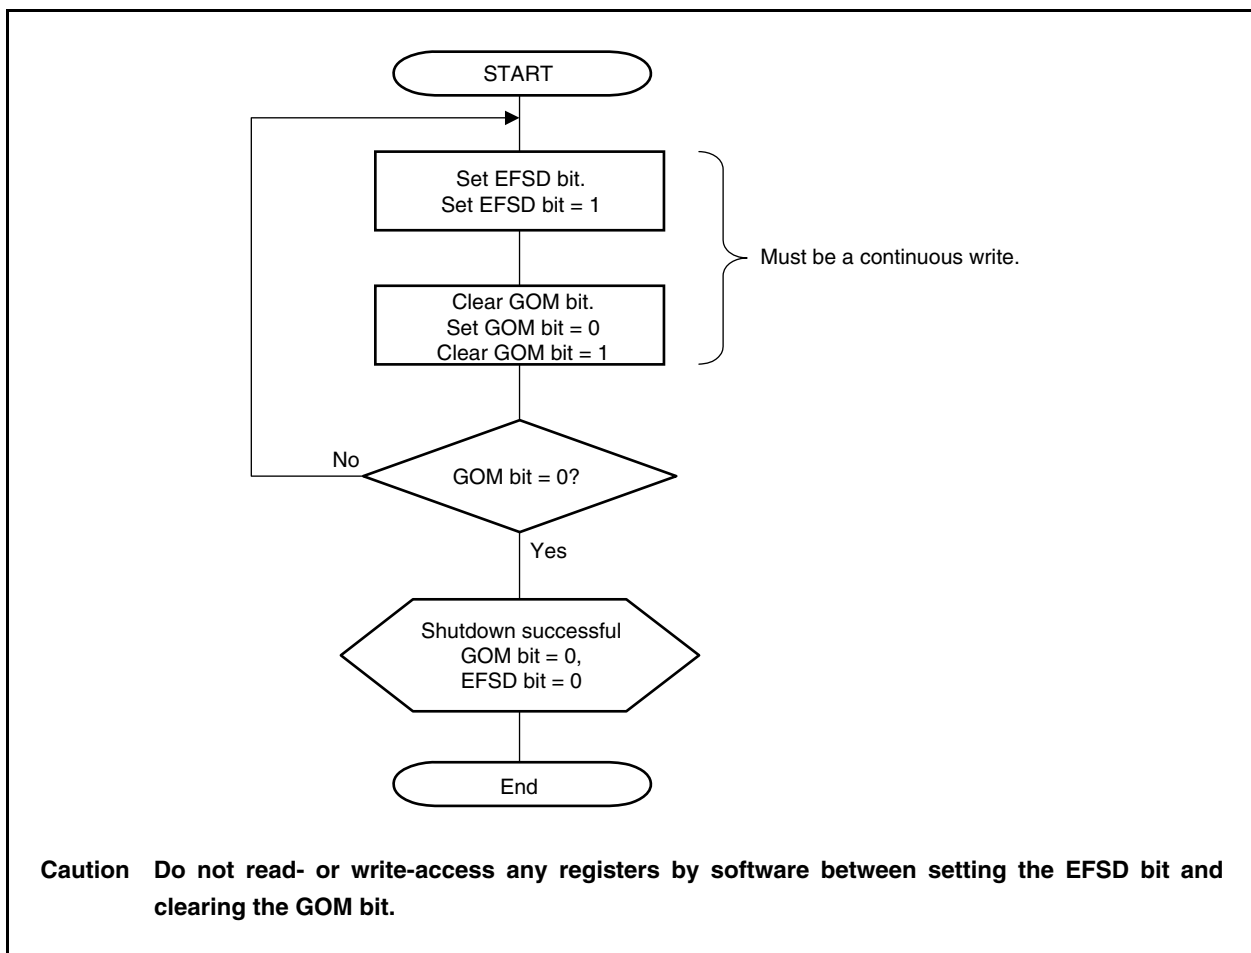 START
Set EFSD bit.
Set EFSD bit = 1
Must be a continuous write.
Clear GOM bit.
Set GOM bit = 0
Clear GOM bit = 1
No
GOM bit = 0?
Yes
Shutdown successful
GOM bit = 0,
EFSD bit = 0
End
Caution Do not read- or write-access any registers by software between setting the EFSD bit and
clearing the GOM bit.